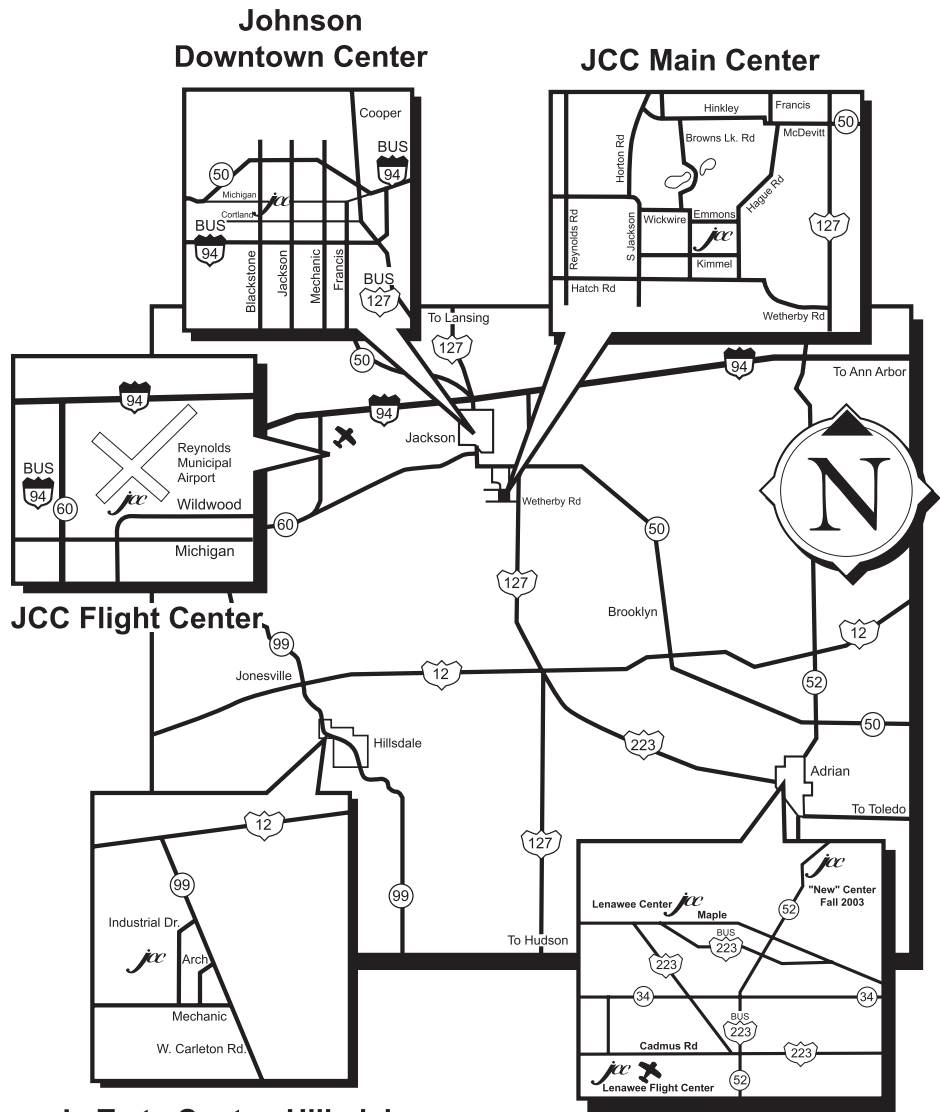 Johnson
Downtown Center
JCC Main Center
Cooper
BUS
94
50
Michigan
jcc
Cortland
BUS
94
Blackstone
Jackson
Mechanic
Francis
BUS
127
Hinkley
Francis
50
McDevitt
Browns Lk. Rd
Horton Rd
Hague Rd
Reynolds Rd
S Jackson
Wickwire
Emmons
jcc
127
Kimmel
Hatch Rd
Wetherby Rd
To Lansing
127
50
94
To Ann Arbor
94
Jackson
94
Reynolds
Municipal
Airport
BUS
94
60
jcc
Wildwood
Michigan
JCC Flight Center
60
Wetherby Rd
50
N
127
Brooklyn
12
99
Jonesville
12
52
50
Hillsdale
223
Adrian
To Toledo
127
99
To Hudson
12
99
Industrial Dr.
jcc
Arch
Mechanic
W. Carleton Rd.
jcc
"New" Center
Fall 2003
Lenawee Center
jcc
Maple
52
BUS
223
223
34
34
BUS
223
Cadmus Rd
223
jcc
Lenawee Flight Center
52